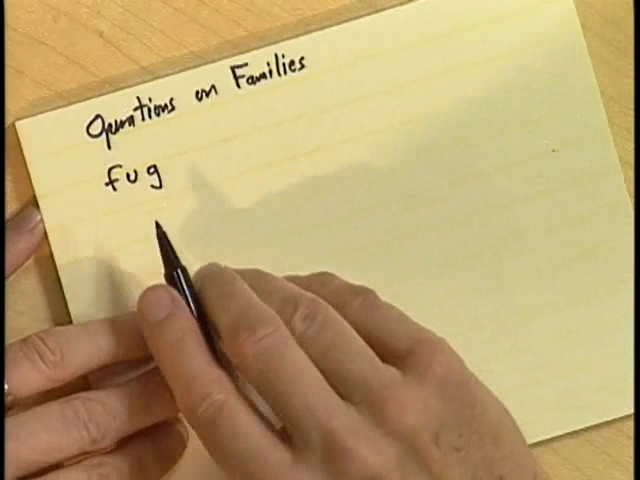 Operations on Families
f ∪ g